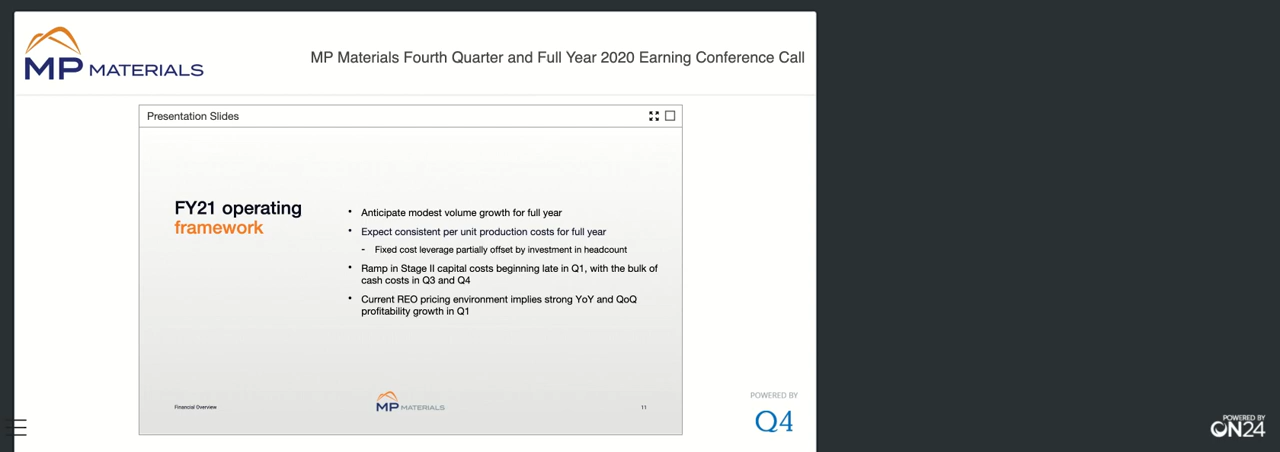 MP MATERIALS
MP Materials Fourth Quarter and Full Year 2020 Earning Conference Call
Presentation Slides
FY21 operating
framework
• Anticipate modest volume growth for full year
• Expect consistent per unit production costs for full year
- Fixed cost leverage partially offset by investment in headcount
• Ramp in Stage II capital costs beginning late in Q1, with the bulk of
cash costs in Q3 and Q4
• Current REO pricing environment implies strong YoY and QoQ
profitability growth in Q1
Financial Overview
MP MATERIALS
11
POWERED BY
Q4
POWERED BY
ON24